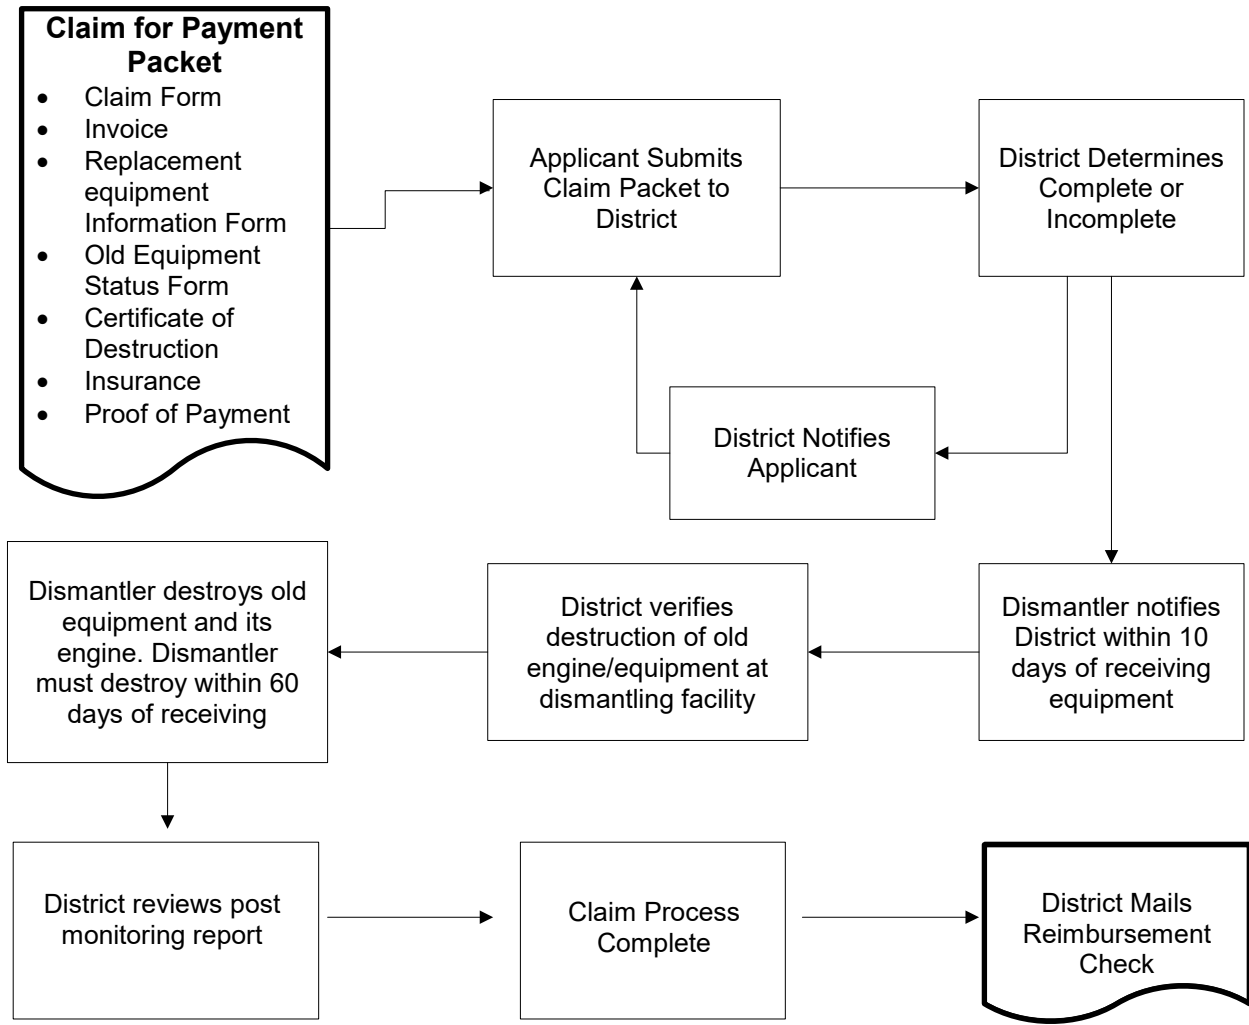 Claim for Payment
Packet
• Claim Form
• Invoice
• Replacement
equipment
Information Form
• Old Equipment
Status Form
• Certificate of
Destruction
• Insurance
• Proof of Payment
Applicant Submits
Claim Packet to
District
District Determines
Complete or
Incomplete
District Notifies
Applicant
Dismantler notifies
District within 10
days of receiving
equipment
District verifies
destruction of old
engine/equipment at
dismantling facility
Dismantler destroys old
equipment and its
engine. Dismantler
must destroy within 60
days of receiving
District reviews post
monitoring report
Claim Process
Complete
District Mails
Reimbursement
Check